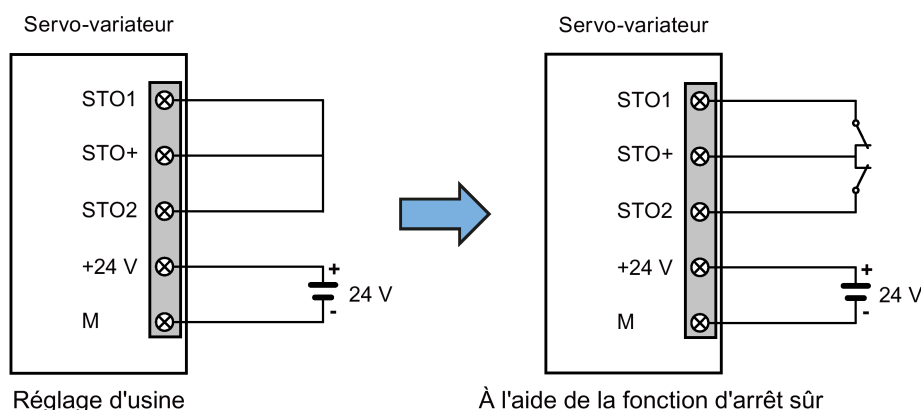 Servo-variateur
STO1
STO+
STO2
+24 V
M
+
24 V
-
Réglage d'usine
Servo-variateur
STO1
STO+
STO2
+24 V
M
+
24 V
-
À l'aide de la fonction d'arrêt sûr